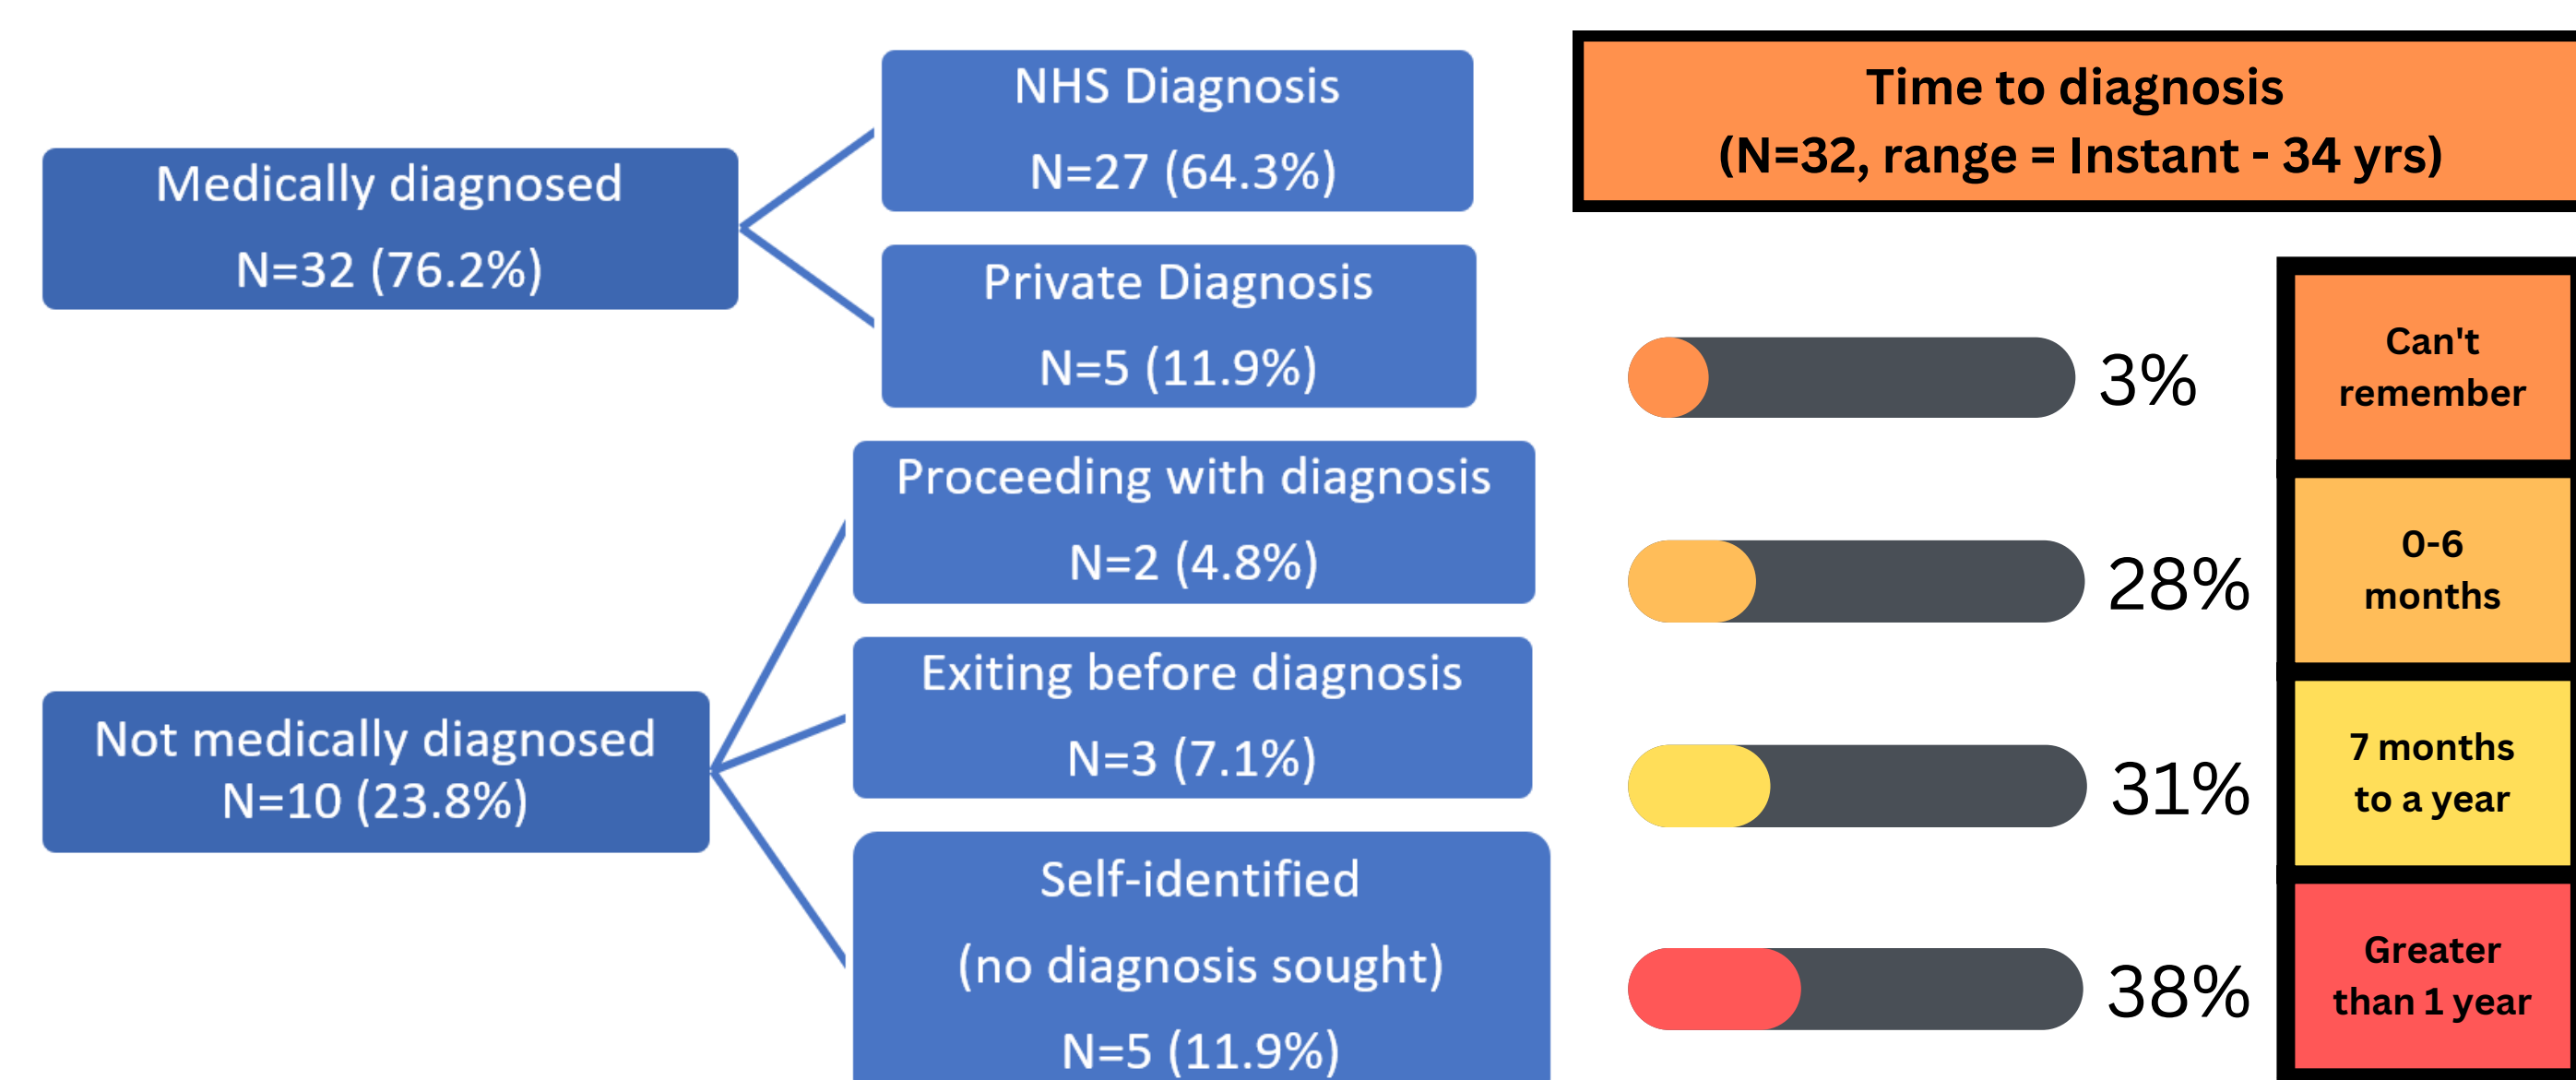 Medically diagnosed
N=32 (76.2%)
NHS Diagnosis
N=27 (64.3%)
Private Diagnosis
N=5 (11.9%)
Not medically diagnosed
N=10 (23.8%)
Proceeding with diagnosis
N=2 (4.8%)
Exiting before diagnosis
N=3 (7.1%)
Self-identified
(no diagnosis sought)
N=5 (11.9%)
Time to diagnosis
(N=32, range = Instant - 34 yrs)
3%
Can't
remember
28%
0-6
months
31%
7 months
to a year
38%
Greater
than 1 year